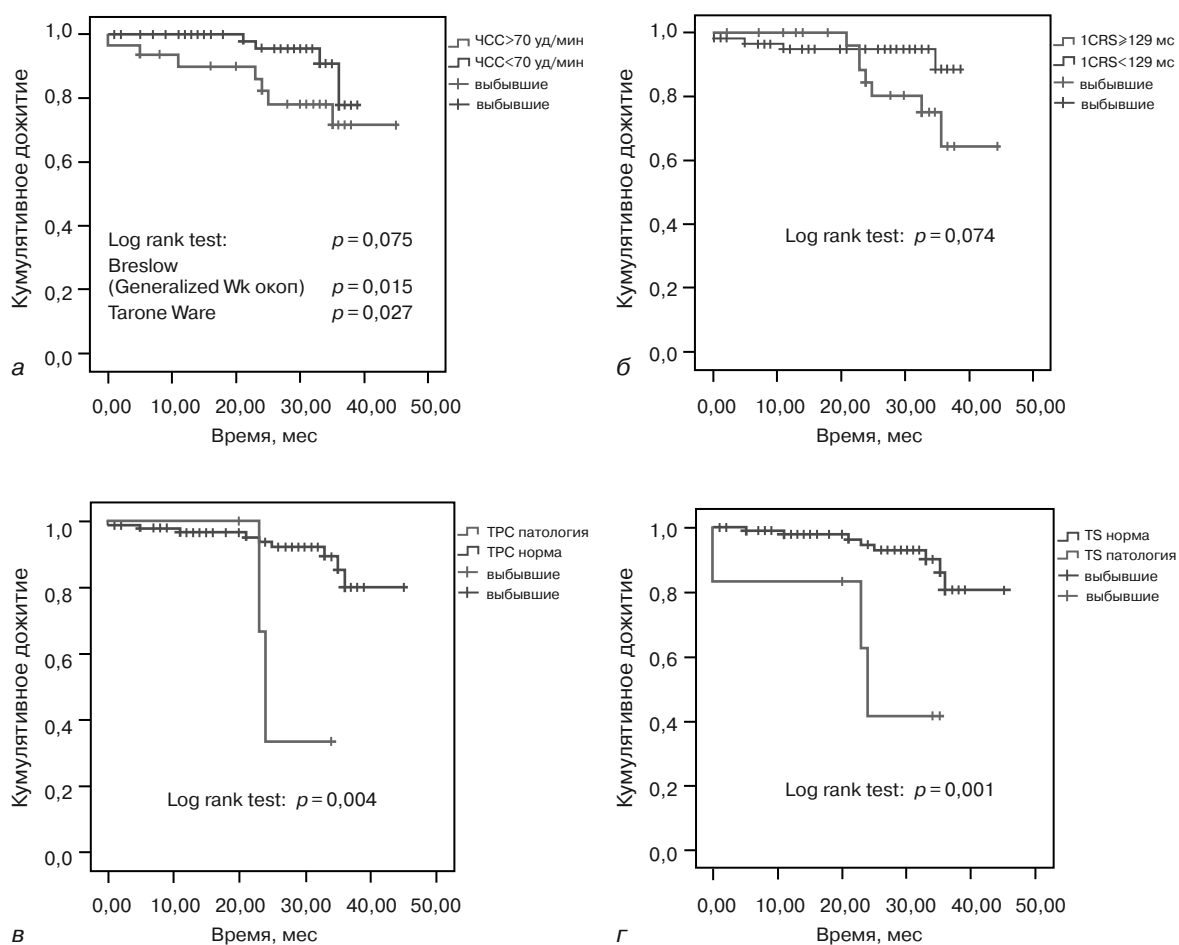 1,0
0,8
0,6
0,4
0,2
0,0
Кумулятивное дожитие
ЧСС>70 уд/мин
ЧСС<70 уд/мин
выбывшие
выбывшие
Log rank test: p = 0,075
Breslow
(Generalized Wk окоп) p = 0,015
Tarone Ware p = 0,027
0,00 10,00 20,00 30,00 40,00 50,00
Время, мес
а
1,0
0,8
0,6
0,4
0,2
0,0
Кумулятивное дожитие
1CRS⩾129 мс
1CRS<129 мс
выбывшие
выбывшие
Log rank test: p = 0,074
0,00 10,00 20,00 30,00 40,00 50,00
Время, мес
б
1,0
0,8
0,6
0,4
0,2
0,0
Кумулятивное дожитие
ТРС патология
ТРС норма
выбывшие
выбывшие
Log rank test: p = 0,004
0,00 10,00 20,00 30,00 40,00 50,00
Время, мес
в
1,0
0,8
0,6
0,4
0,2
0,0
Кумулятивное дожитие
TS норма
TS патология
выбывшие
выбывшие
Log rank test: p = 0,001
0,00 10,00 20,00 30,00 40,00 50,00
Время, мес
г